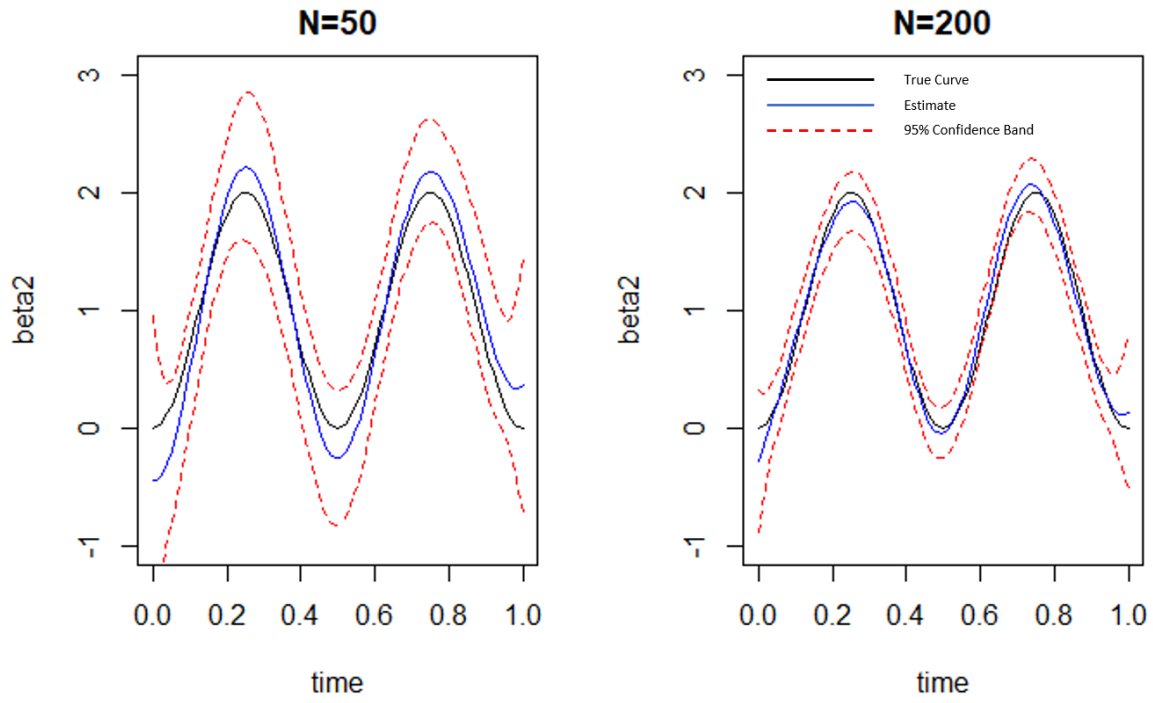 N=50
3
2
1
0
-1
beta2
0.0 0.2 0.4 0.6 0.8 1.0
time
N=200
True Curve
Estimate
95% Confidence Band
3
2
1
0
-1
beta2
0.0 0.2 0.4 0.6 0.8 1.0
time